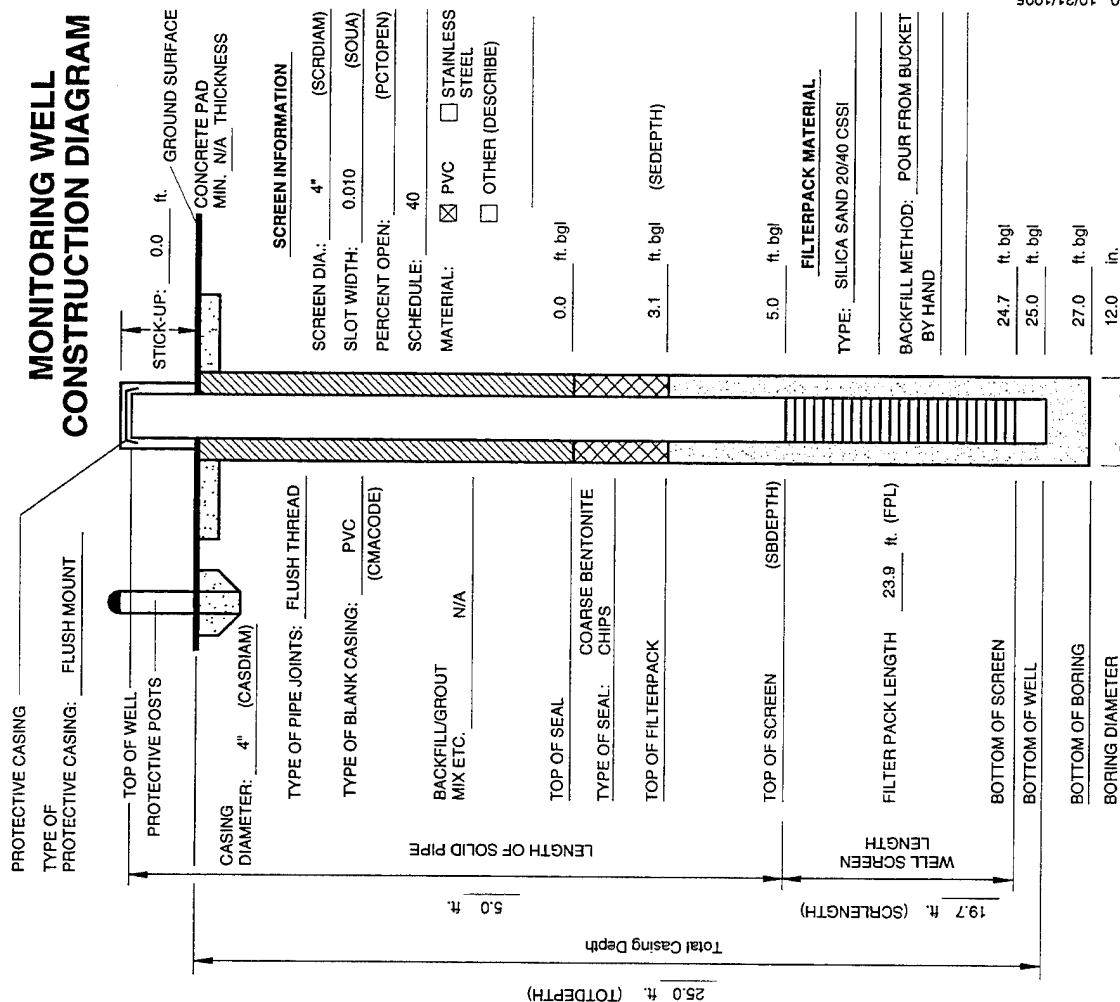 MONITORING WELL
CONSTRUCTION DIAGRAM
PROTECTIVE CASING
TYPE OF
PROTECTIVE CASING: FLUSH MOUNT
TOP OF WELL
PROTECTIVE POSTS
STICK-UP: 0.0 ft.
GROUND SURFACE
CONCRETE PAD
MIN. N/A THICKNESS
CASING
DIAMETER: 4" (CASDIAM)
TYPE OF PIPE JOINTS: FLUSH THREAD
TYPE OF BLANK CASING: PVC
(CMACODE)
BACKFILL/GROUT
MIX ETC. N/A
SCREEN INFORMATION
SCREEN DIA.: 4" (SCRDIAM)
SLOT WIDTH: 0.010 (SOUA)
PERCENT OPEN: (PCTOPEN)
SCHEDULE: 40
MATERIAL: PVC STAINLESS
STEEL
OTHER (DESCRIBE)
TOP OF SEAL 0.0 ft. bgl
TYPE OF SEAL: COARSE BENTONITE
CHIPS
TOP OF FILTERPACK 3.1 ft. bgl (SEDEPTH)
TOP OF SCREEN (SBDEPTH) 5.0 ft. bgl
FILTERPACK MATERIAL
TYPE: SILICA SAND 20/40 CSSI
BACKFILL METHOD: POUR FROM BUCKET
BY HAND
FILTER PACK LENGTH 23.9 ft. (FPL)
BOTTOM OF SCREEN 24.7 ft. bgl
BOTTOM OF WELL 25.0 ft. bgl
BOTTOM OF BORING 27.0 ft. bgl
BORING DIAMETER 12.0 in.
LENGTH OF SOLID PIPE
5.0 ft.
WELL SCREEN
LENGTH
19.7 ft. (SCRLENGTH)
Total Casing Depth
25.0 ft. (TOTDEPTH)
10/21/1995